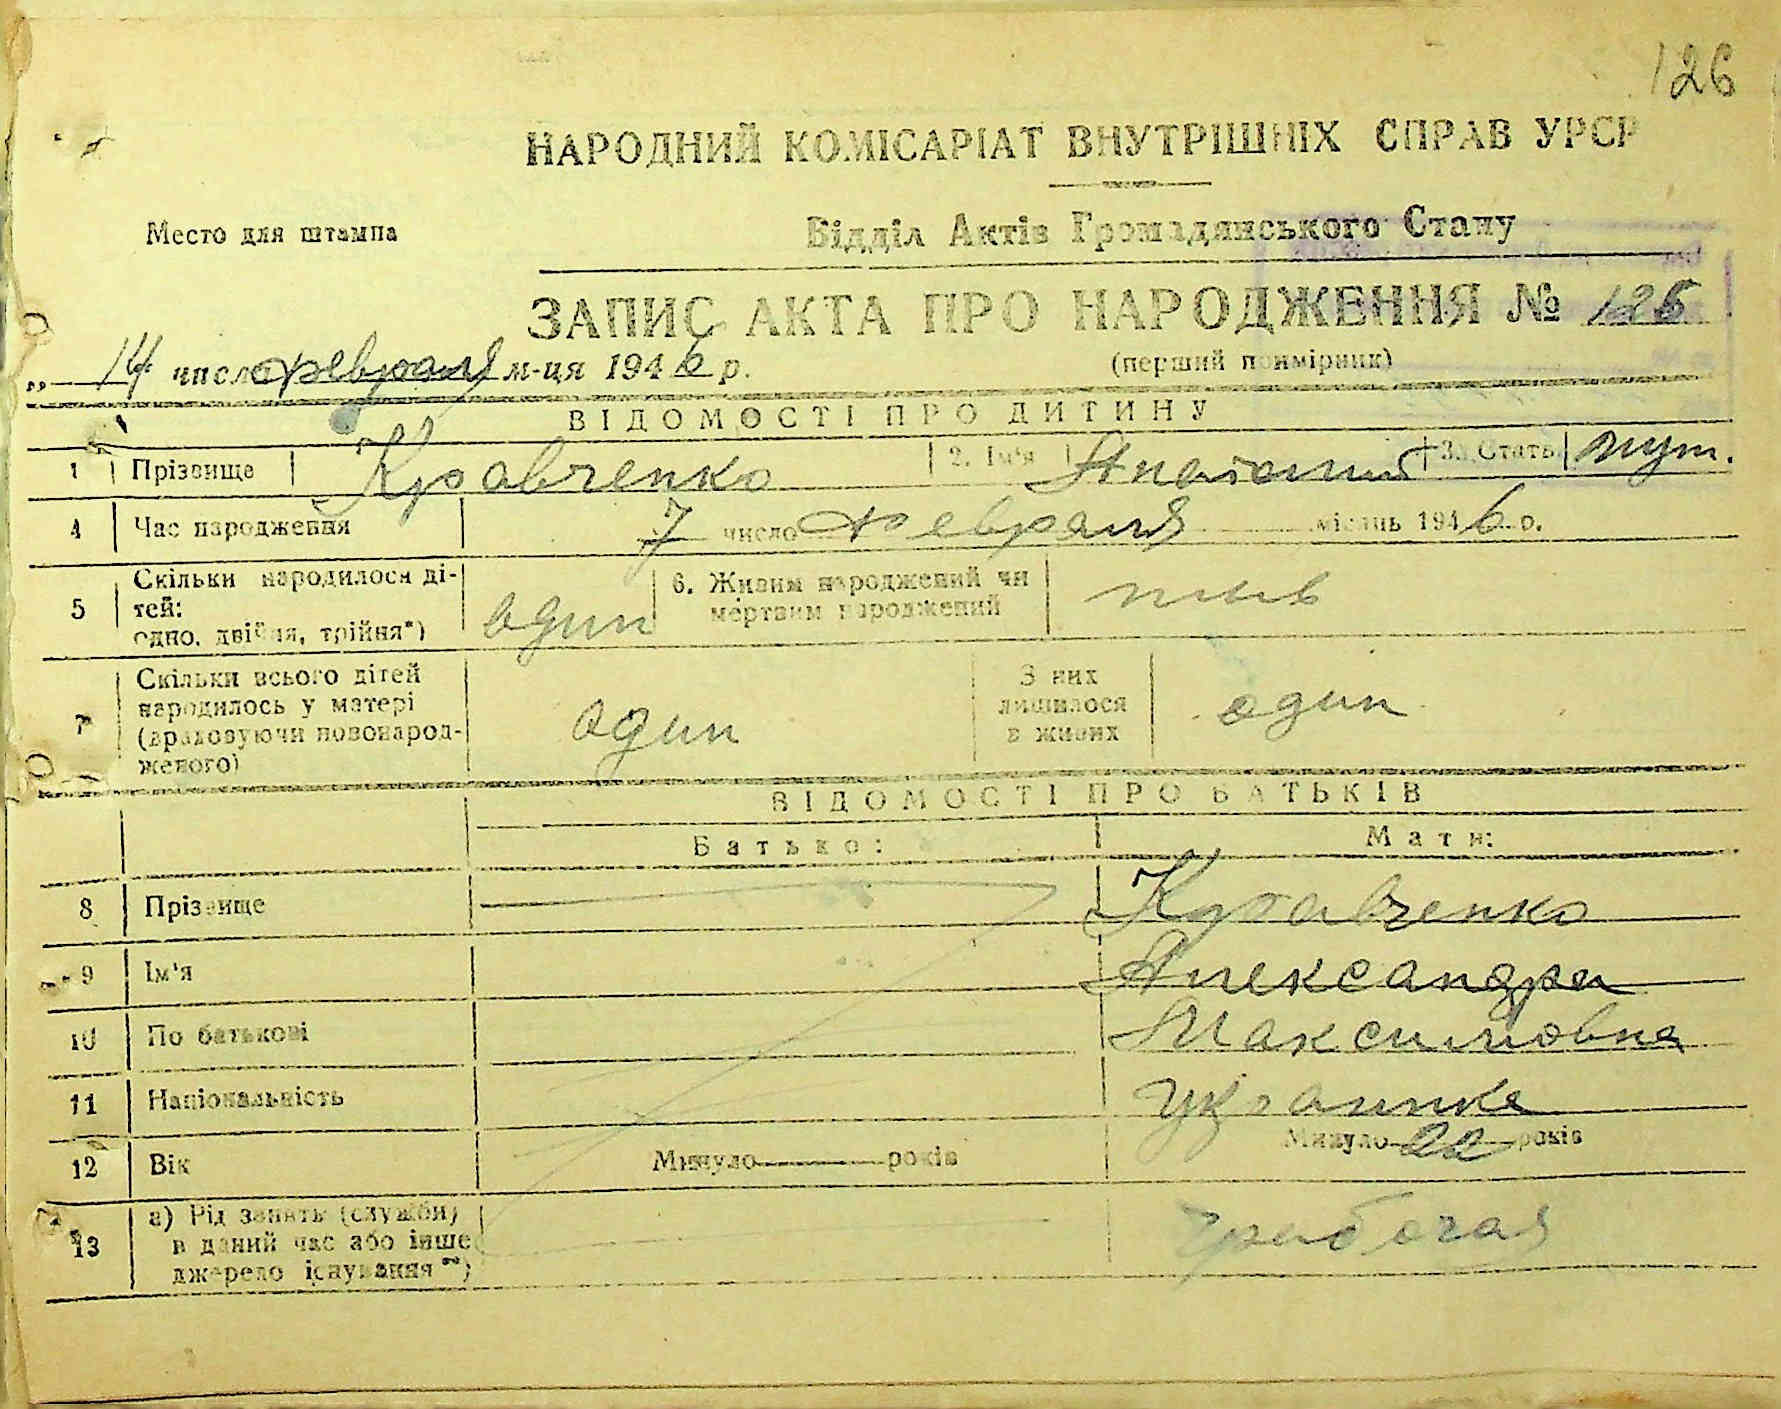 126
НАРОДНИЙ КОМІСАРІАТ ВНУТРІШНІХ СПРАВ УРСР
Место для штампа
Відділ Актів Громадянського Стану
ЗАПИС АКТА ПРО НАРОДЖЕННЯ № 126
(перший примірник)
„ 14 число февраля м-ця 1946 р.
ВІДОМОСТІ ПРО ДИТИНУ
1 Прізвище Кравченко 2. Ім'я Анатолий 3. Стать муж.
4 Час народження 7 число февраля місяць 1946 р.
5 Скільки народилося ді-
тей:
одно, двійня, трійня*) один 6. Живим народжений чи
мертвим народжений жив
7 Скільки всього дітей
народилось у матері
(враховуючи новонарод-
женого) один З них
лишилося
в живих один
ВІДОМОСТІ ПРО БАТЬКІВ
Батько: Мати:
8 Прізвище Кравченко
9 Ім'я Александра
10 По батькові Максимовна
11 Національність украинка
12 Вік Минуло років Минуло 22 років
13 а) Рід занять (служби)
в даний час або інше
джерело існування**) рабочая